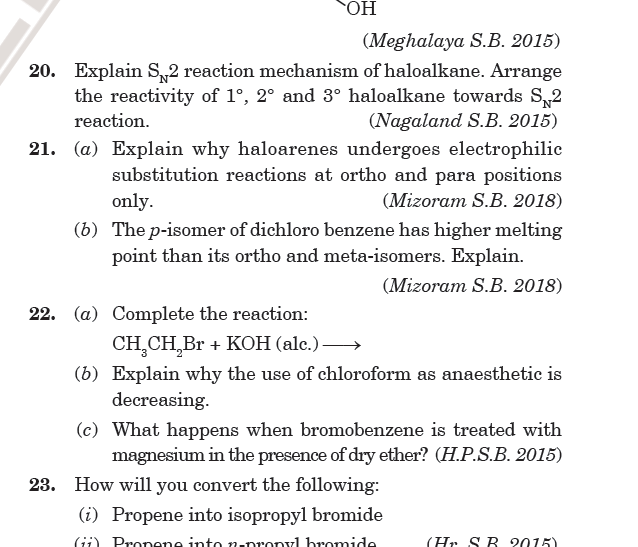 OH
(Meghalaya S.B. 2015)
20. Explain SN2 reaction mechanism of haloalkane. Arrange
the reactivity of 1°, 2° and 3° haloalkane towards SN2
reaction. (Nagaland S.B. 2015)
21. (a) Explain why haloarenes undergoes electrophilic
substitution reactions at ortho and para positions
only. (Mizoram S.B. 2018)
(b) The p-isomer of dichloro benzene has higher melting
point than its ortho and meta-isomers. Explain.
(Mizoram S.B. 2018)
22. (a) Complete the reaction:
CH3CH2Br + KOH (alc.) ⟶
(b) Explain why the use of chloroform as anaesthetic is
decreasing.
(c) What happens when bromobenzene is treated with
magnesium in the presence of dry ether? (H.P.S.B. 2015)
23. How will you convert the following:
(i) Propene into isopropyl bromide
(ii) Propene into n-propyl bromide (Hr. S.B. 2015)